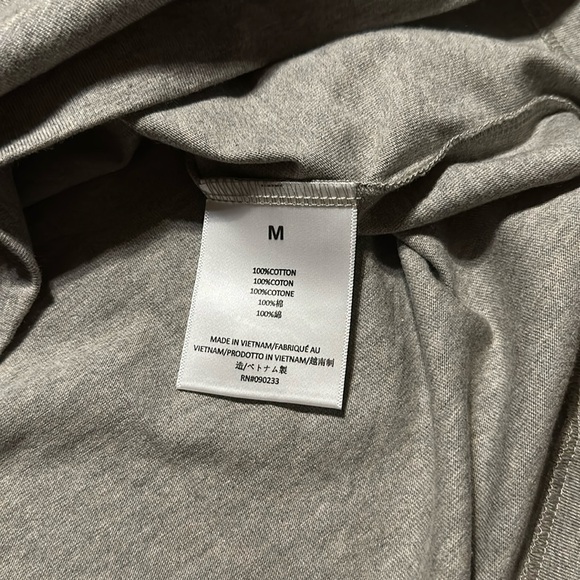 M
100%COTTON
100%COTON
100%COTONE
100%棉
100%綿
MADE IN VIETNAM/FABRIQUÉ AU
VIETNAM/PRODOTTO IN VIETNAM/越南制
造/ベトナム製
RN#090233